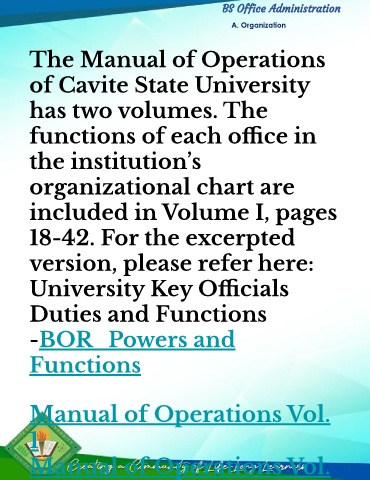 BS Office Administration
A. Organization
The Manual of Operations
of Cavite State University
has two volumes. The
functions of each office in
the institution's
organizational chart are
included in Volume I, pages
18-42. For the excerpted
version, please refer here:
University Key Officials
Duties and Functions
-BOR Powers and
Functions
Manual of Operations Vol.
1
Manual of Operations Vol.
Creating a Community of Life Long Learners